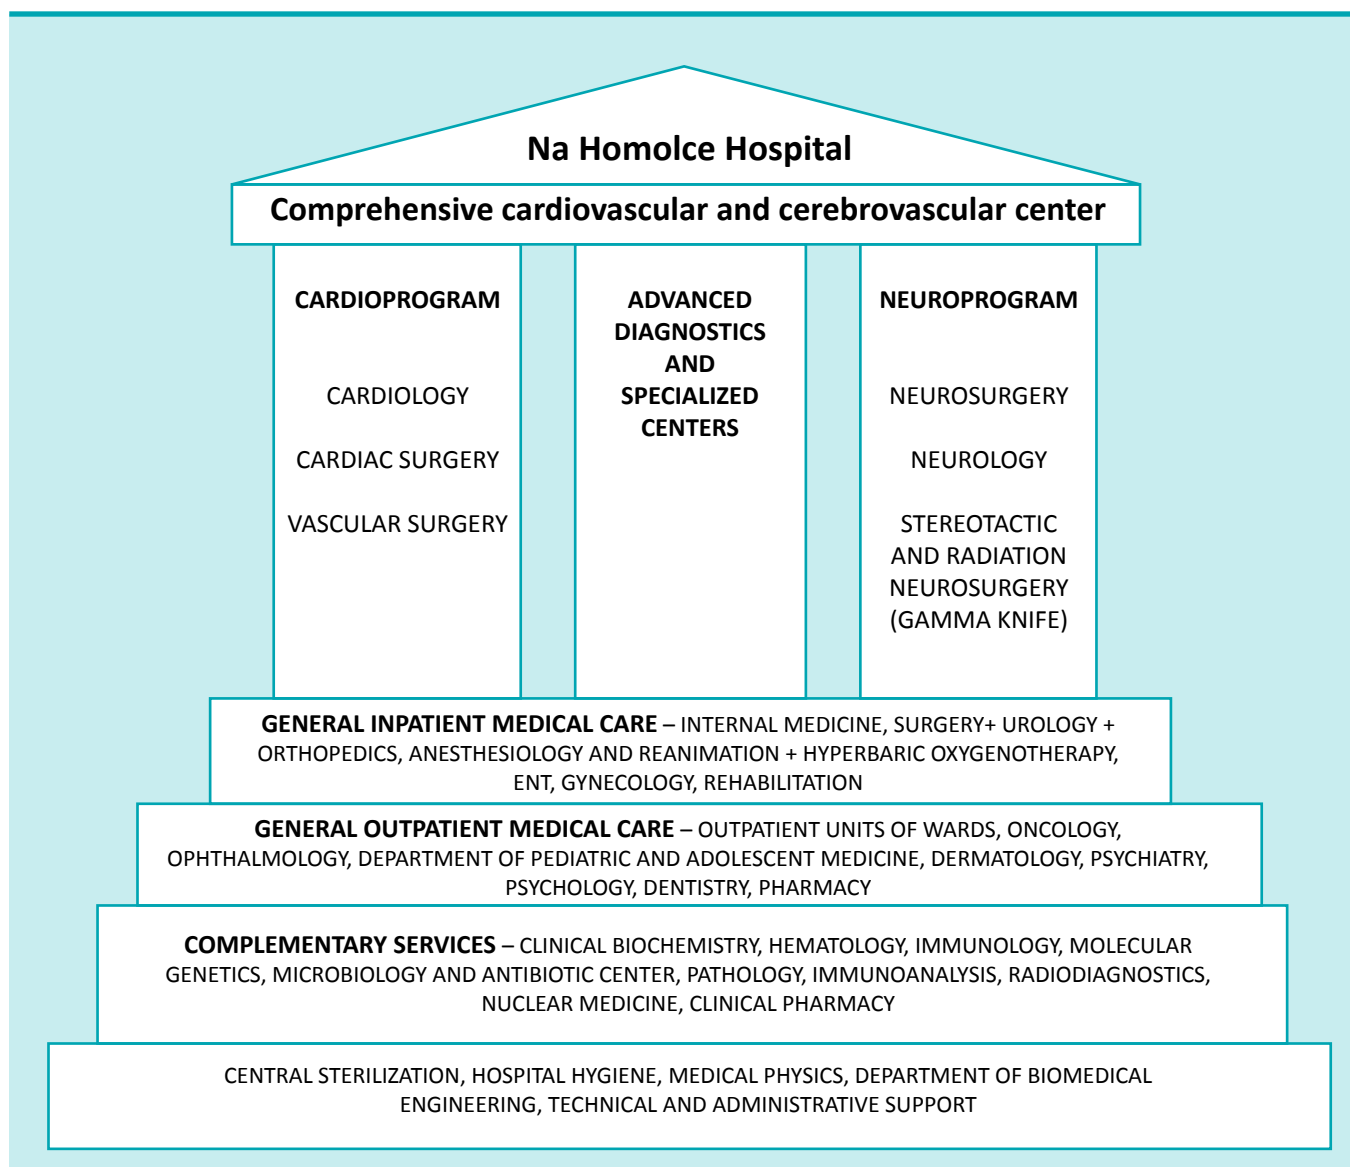 Na Homolce Hospital
Comprehensive cardiovascular and cerebrovascular center
CARDIOPROGRAM
CARDIOLOGY
CARDIAC SURGERY
VASCULAR SURGERY
ADVANCED
DIAGNOSTICS
AND
SPECIALIZED
CENTERS
NEUROPROGRAM
NEUROSURGERY
NEUROLOGY
STEREOTACTIC
AND RADIATION
NEUROSURGERY
(GAMMA KNIFE)
GENERAL INPATIENT MEDICAL CARE – INTERNAL MEDICINE, SURGERY+ UROLOGY +
ORTHOPEDICS, ANESTHESIOLOGY AND REANIMATION + HYPERBARIC OXYGENOTHERAPY,
ENT, GYNECOLOGY, REHABILITATION
GENERAL OUTPATIENT MEDICAL CARE – OUTPATIENT UNITS OF WARDS, ONCOLOGY,
OPHTHALMOLOGY, DEPARTMENT OF PEDIATRIC AND ADOLESCENT MEDICINE, DERMATOLOGY, PSYCHIATRY,
PSYCHOLOGY, DENTISTRY, PHARMACY
COMPLEMENTARY SERVICES – CLINICAL BIOCHEMISTRY, HEMATOLOGY, IMMUNOLOGY, MOLECULAR
GENETICS, MICROBIOLOGY AND ANTIBIOTIC CENTER, PATHOLOGY, IMMUNOANALYSIS, RADIODIAGNOSTICS,
NUCLEAR MEDICINE, CLINICAL PHARMACY
CENTRAL STERILIZATION, HOSPITAL HYGIENE, MEDICAL PHYSICS, DEPARTMENT OF BIOMEDICAL
ENGINEERING, TECHNICAL AND ADMINISTRATIVE SUPPORT